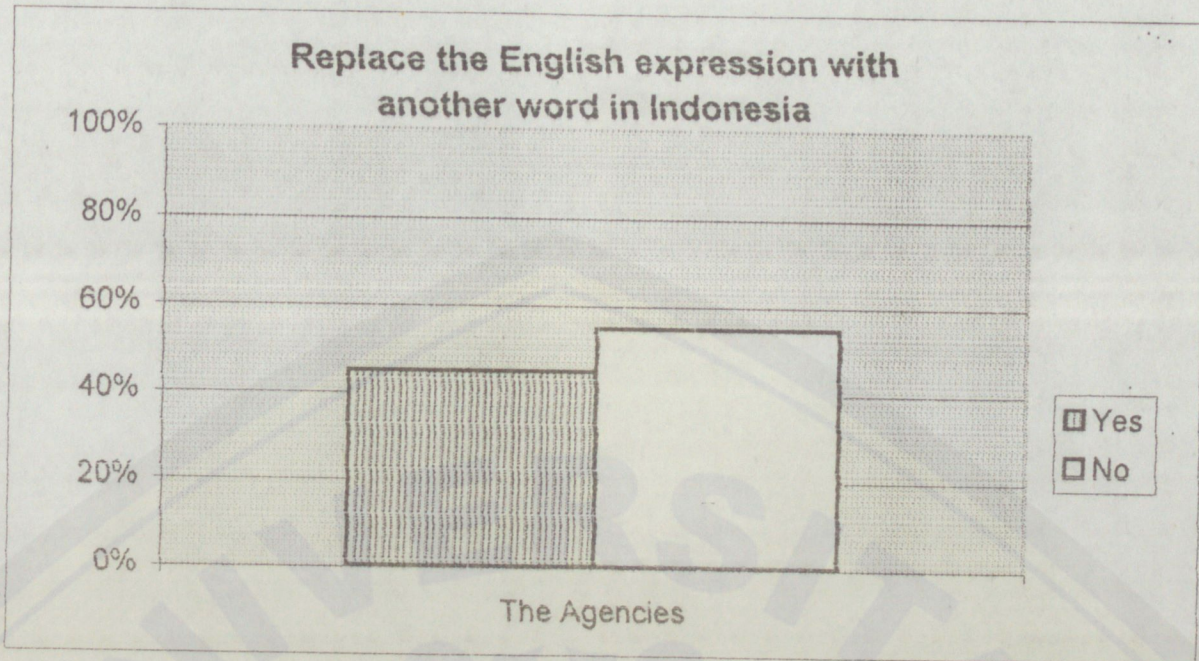 Replace the English expression with
another word in Indonesia
100%
80%
60%
40%
20%
0%
The Agencies
Yes
No